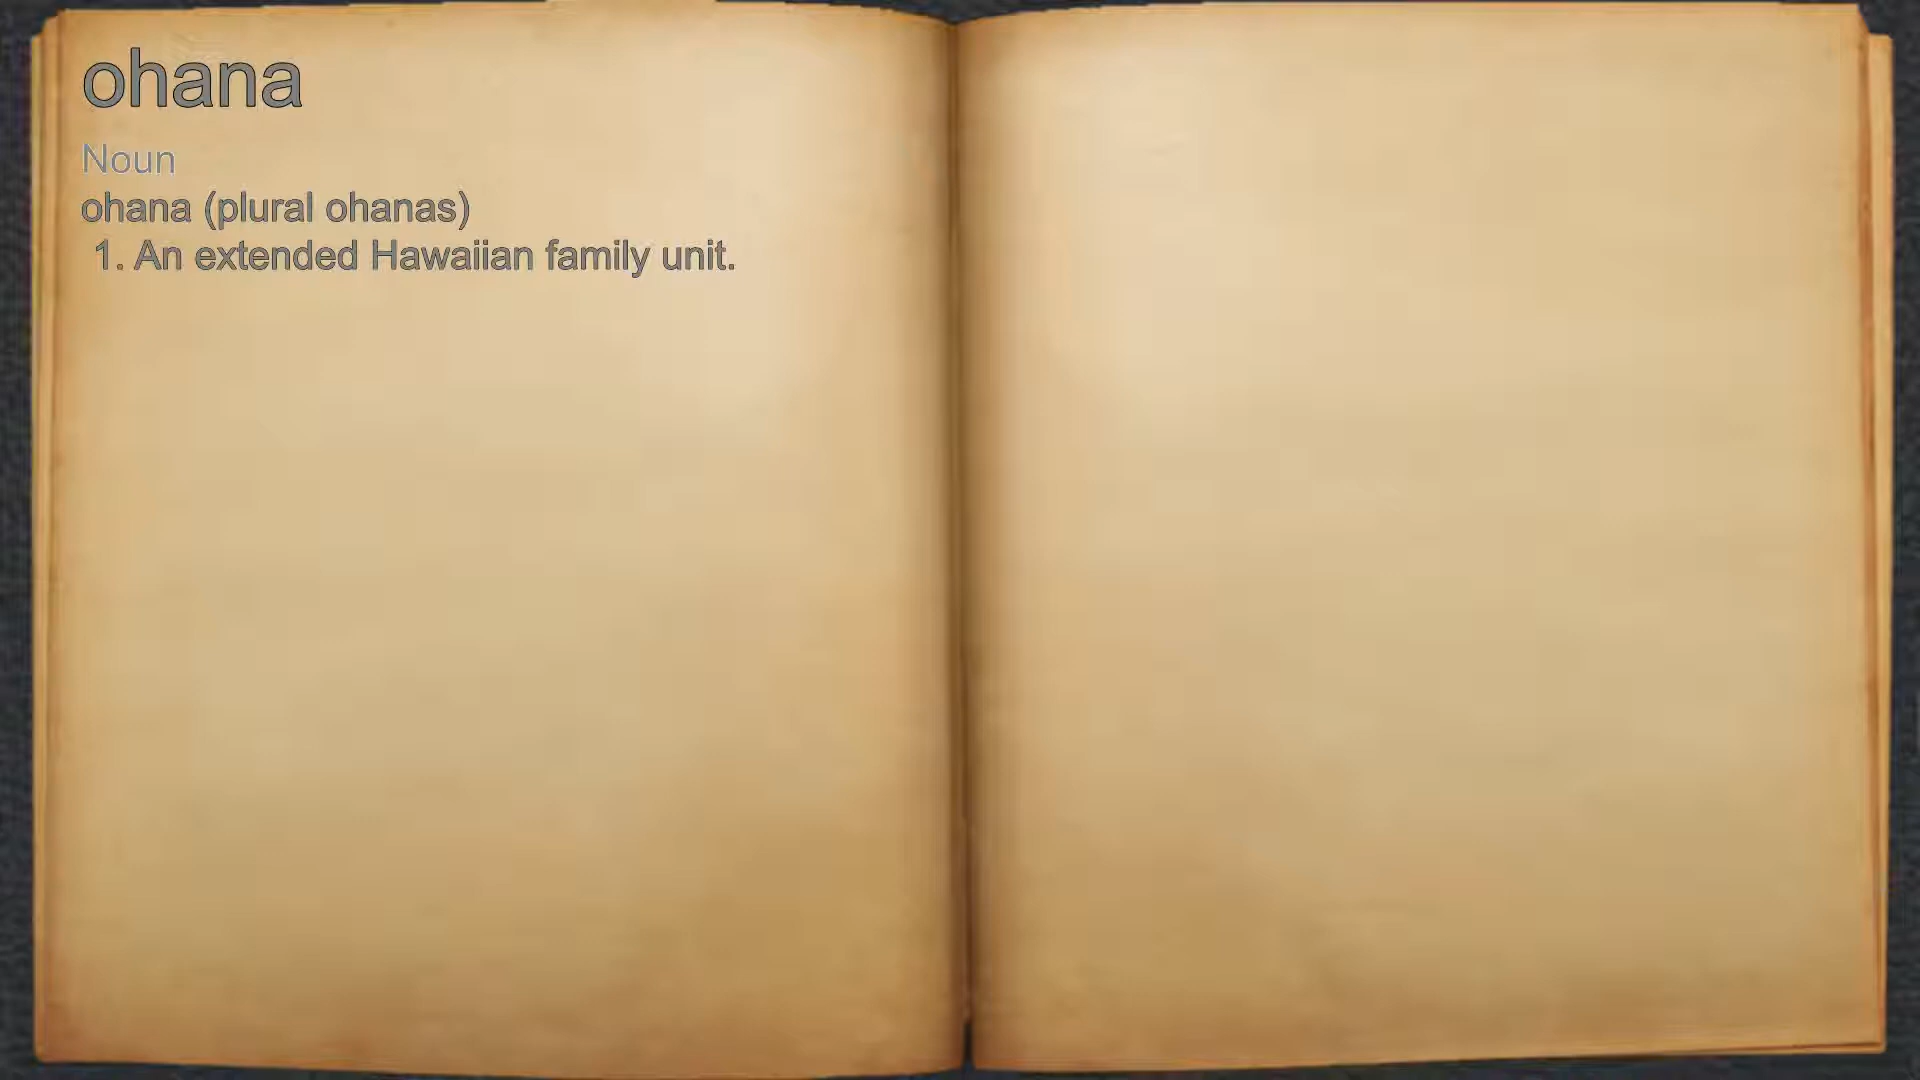 ohana
Noun
ohana (plural ohanas)
1. An extended Hawaiian family unit.